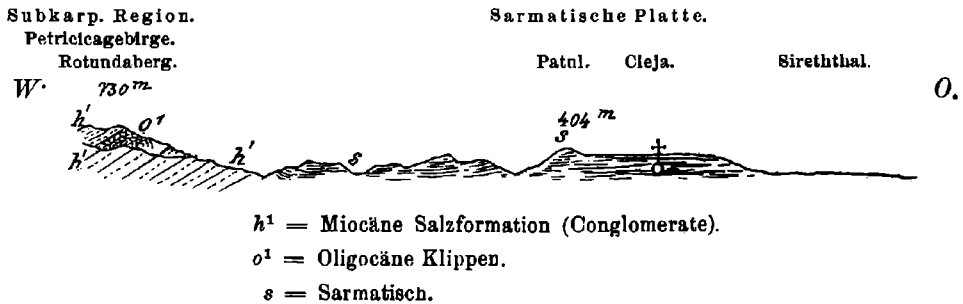 Subkarp. Region. Sarmatische Platte.
Petricicagebirge.
Rotundaberg. Patnl. Cleja. Sireththal.
W. 730 m O.
h' o¹ 404 m
s
h' h' s
h¹ = Miocäne Salzformation (Conglomerate).
o¹ = Oligocäne Klippen.
s = Sarmatisch.